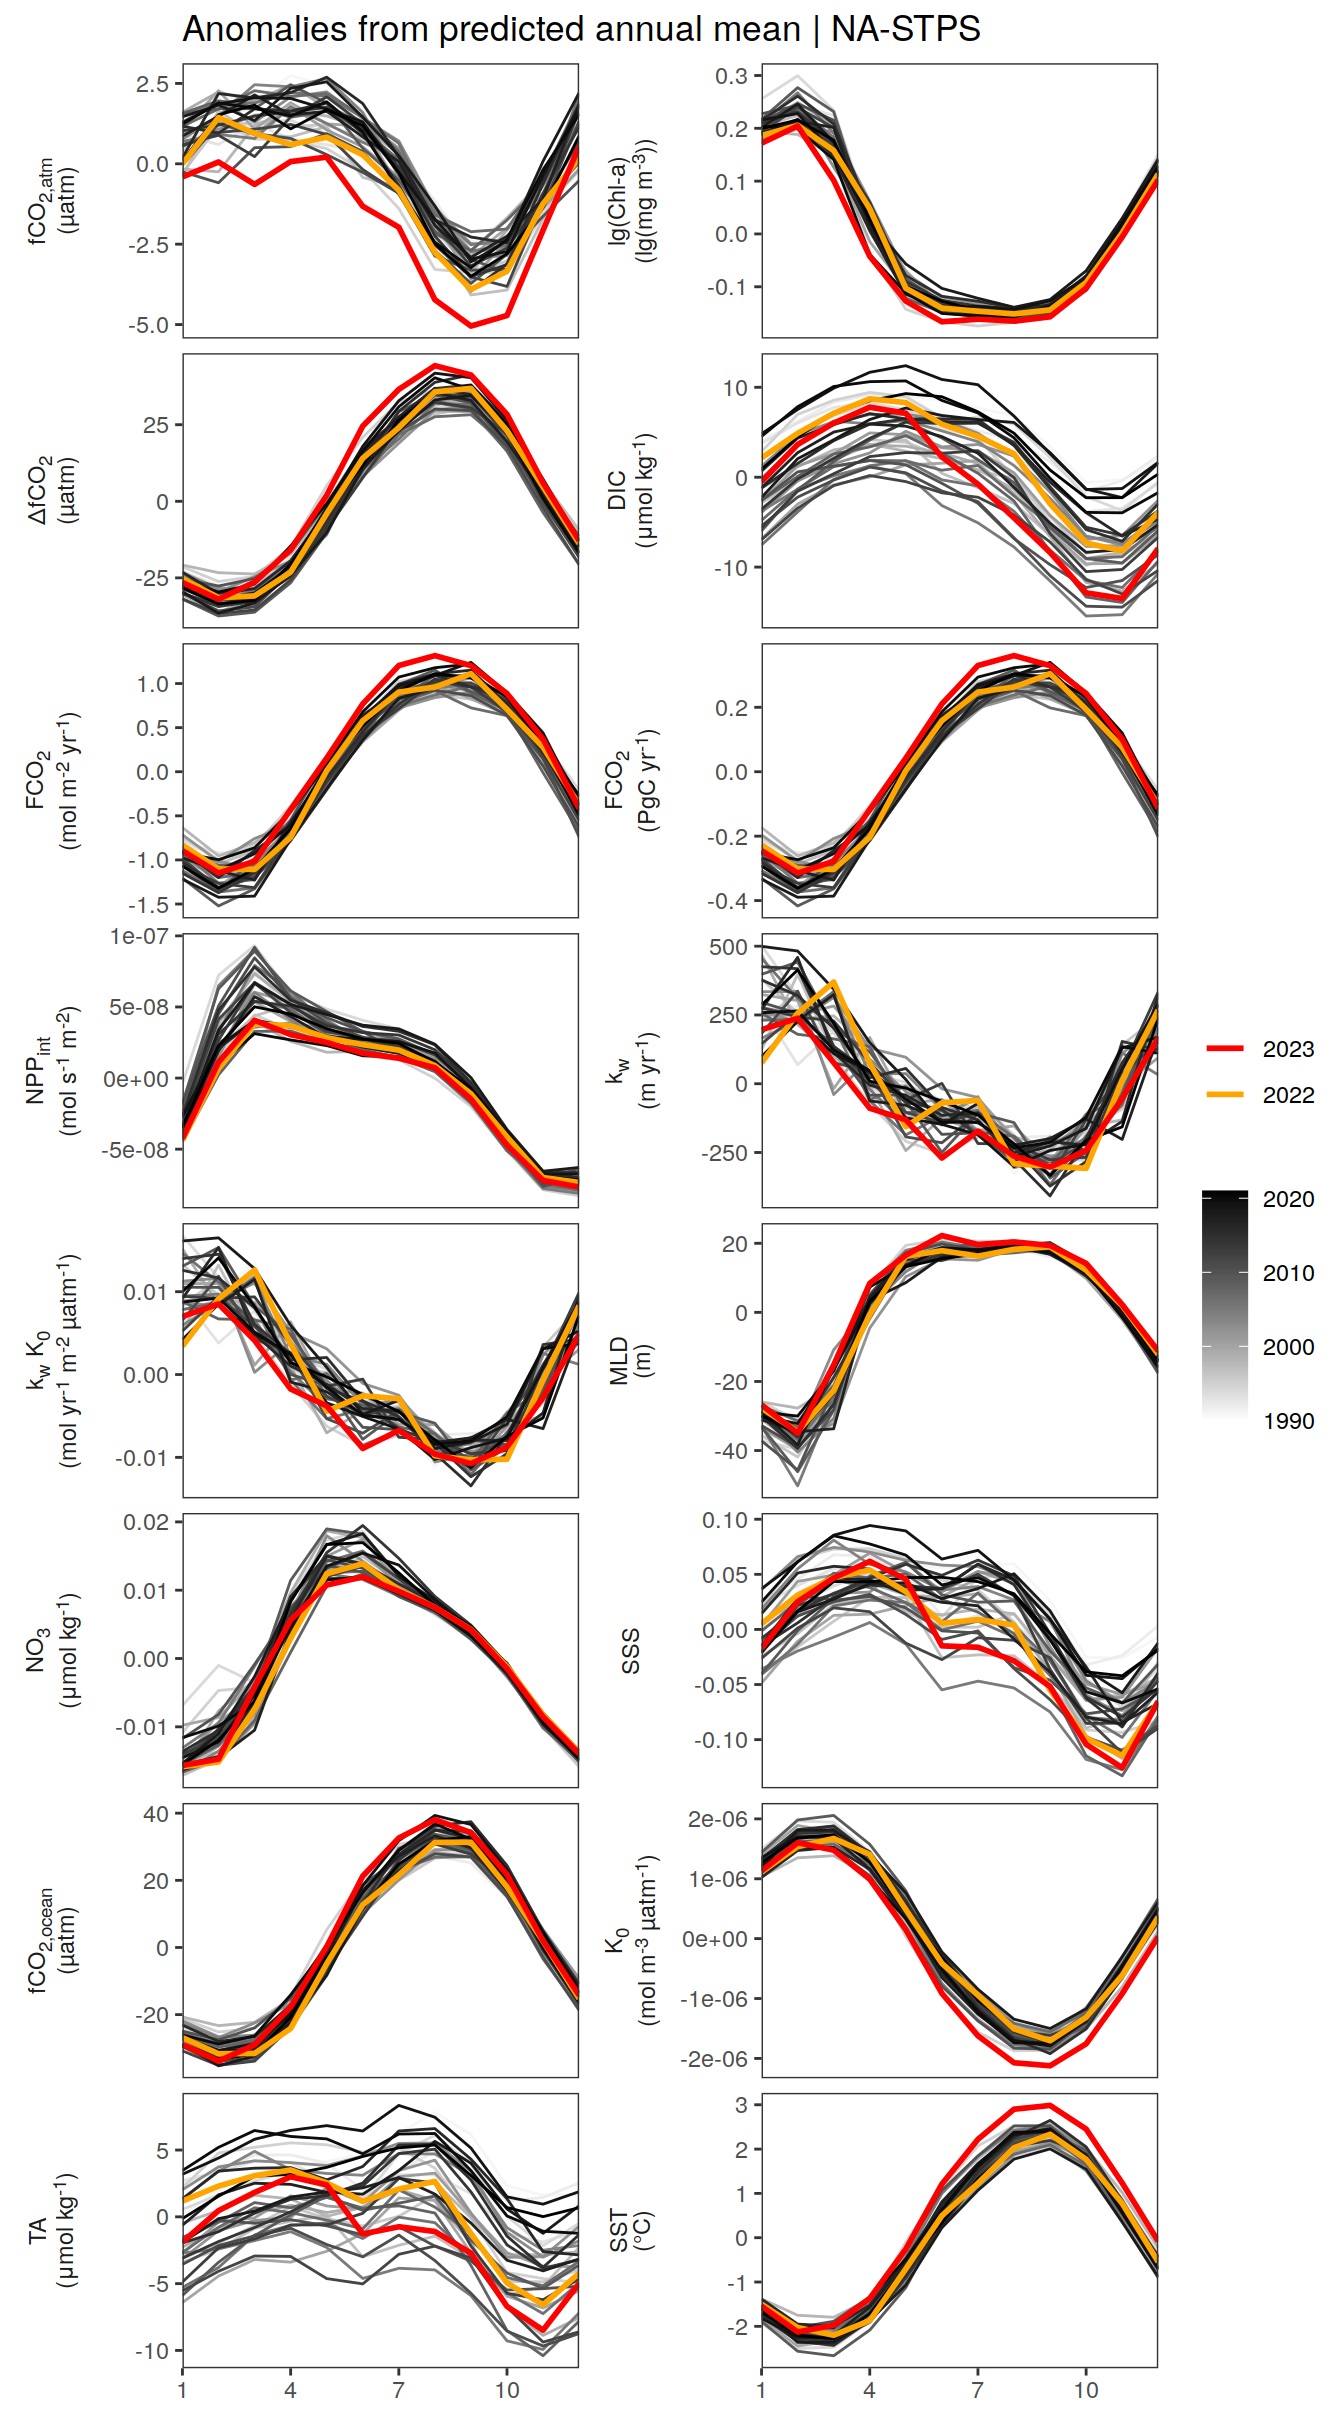 Anomalies from predicted annual mean | NA-STPS
fCO2,atm
(µatm)
2.5
0.0
-2.5
-5.0
lg(Chl-a)
(lg(mg m-3))
0.3
0.2
0.1
0.0
-0.1
ΔfCO2
(µatm)
25
0
-25
DIC
(µmol kg-1)
10
0
-10
FCO2
(mol m-2 yr-1)
1.0
0.5
0.0
-0.5
-1.0
-1.5
FCO2
(PgC yr-1)
0.2
0.0
-0.2
-0.4
NPPint
(mol s-1 m-2)
1e-07
5e-08
0e+00
-5e-08
kw
(m yr-1)
500
250
0
-250
kw K0
(mol yr-1 m-2 µatm-1)
0.01
0.00
-0.01
MLD
(m)
20
0
-20
-40
NO3
(µmol kg-1)
0.02
0.01
0.00
-0.01
SSS
0.10
0.05
0.00
-0.05
-0.10
fCO2,ocean
(µatm)
40
20
0
-20
K0
(mol m-3 µatm-1)
2e-06
1e-06
0e+00
-1e-06
-2e-06
TA
(µmol kg-1)
5
0
-5
-10
SST
(°C)
3
2
1
0
-1
-2
1 4 7 10
1 4 7 10
2023
2022
2020
2010
2000
1990